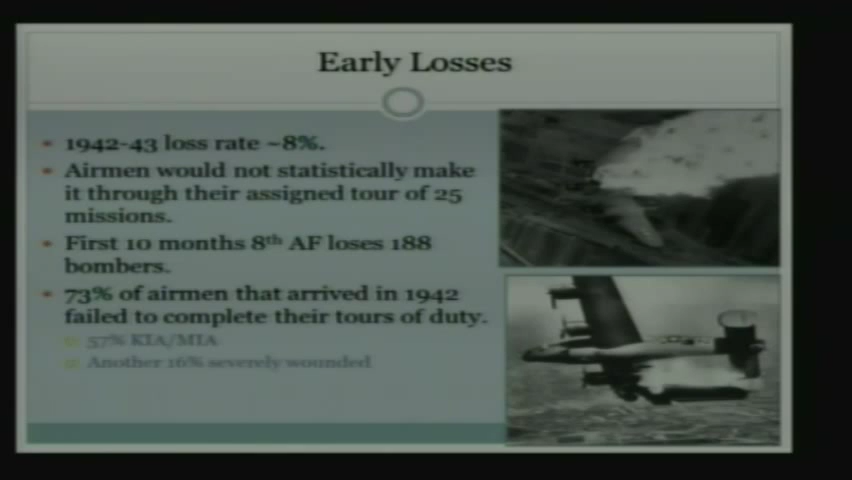 Early Losses
1942-43 loss rate ~8%.
Airmen would not statistically make
it through their assigned tour of 25
missions.
First 10 months 8th AF loses 188
bombers.
73% of airmen that arrived in 1942
failed to complete their tours of duty.
57% KIA/MIA
Another 16% severely wounded